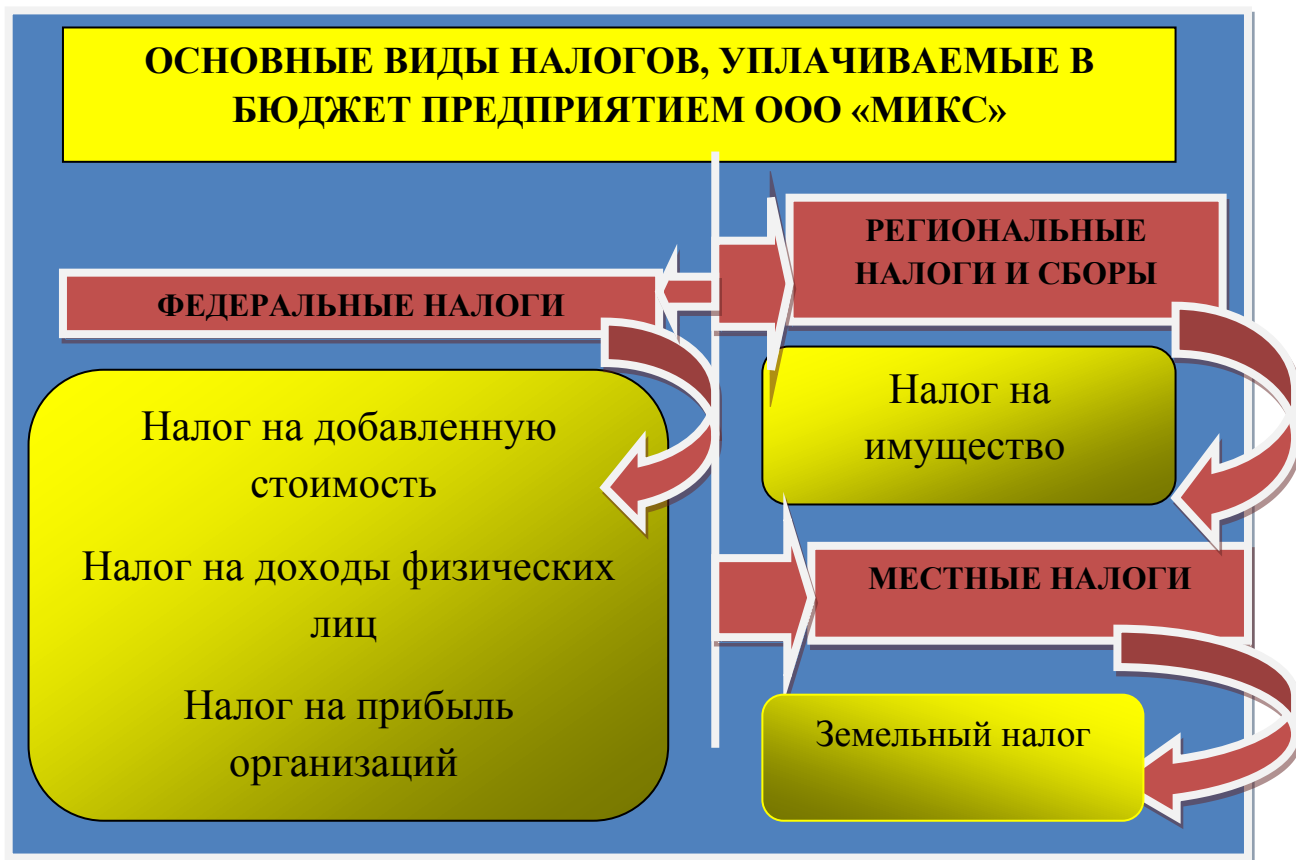 ОСНОВНЫЕ ВИДЫ НАЛОГОВ, УПЛАЧИВАЕМЫЕ В
БЮДЖЕТ ПРЕДПРИЯТИЕМ ООО «МИКС»
ФЕДЕРАЛЬНЫЕ НАЛОГИ
Налог на добавленную
стоимость
Налог на доходы физических
лиц
Налог на прибыль
организаций
РЕГИОНАЛЬНЫЕ
НАЛОГИ И СБОРЫ
Налог на
имущество
МЕСТНЫЕ НАЛОГИ
Земельный налог